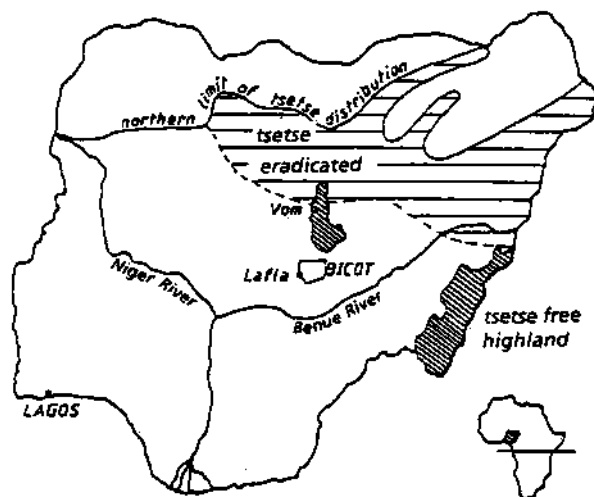 northern limit of tsetse distribution
tsetse
eradicated
Vom
Lafia BICOT
Niger River
Benue River
tsetse free
highland
LAGOS